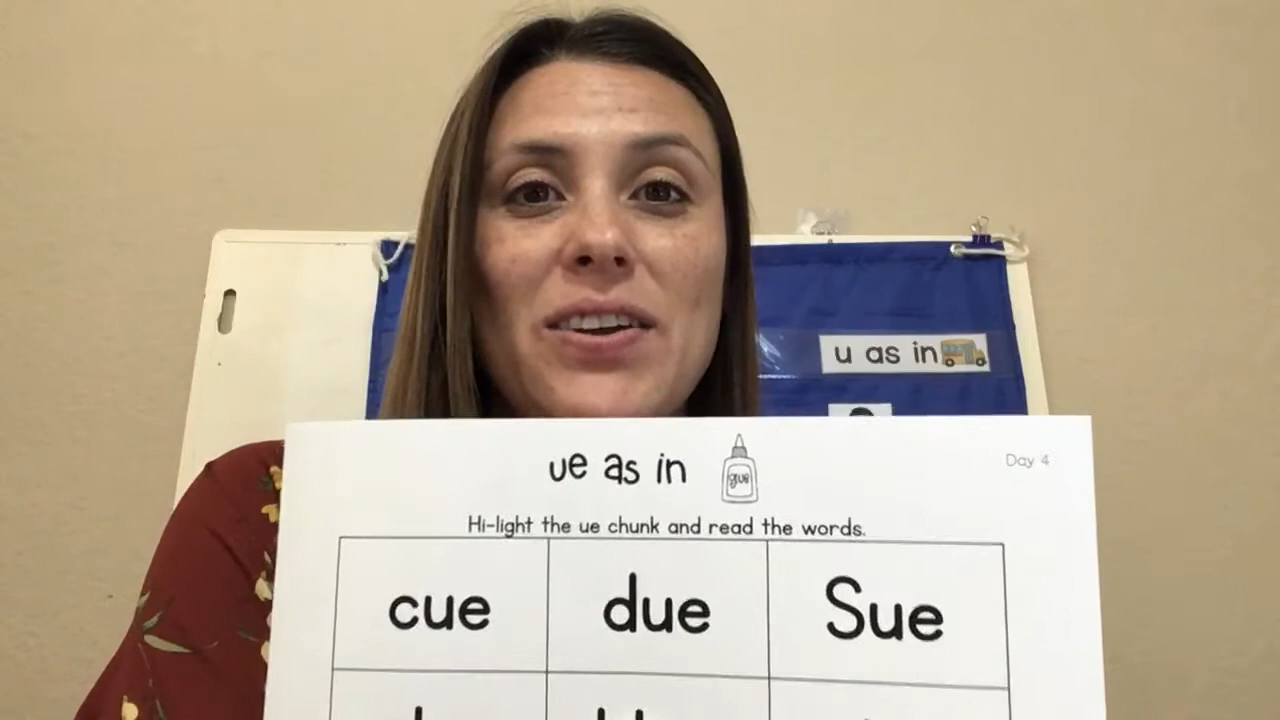 u as in
ue as in
glue
Day 4
Hi-light the ue chunk and read the words.
cue due Sue